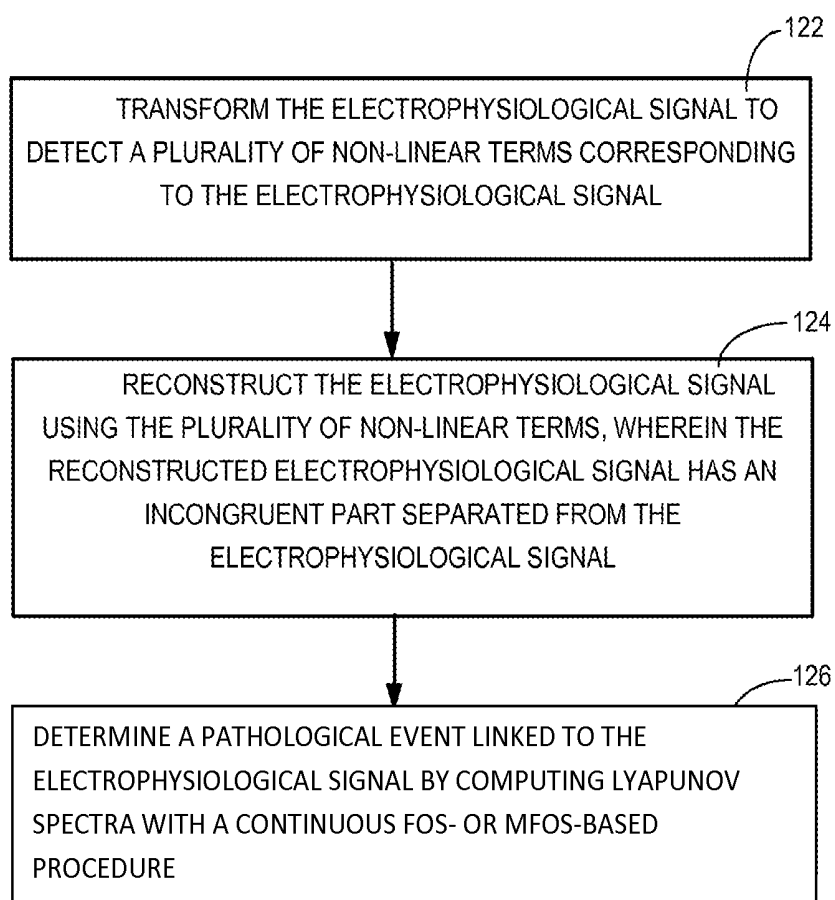 122
TRANSFORM THE ELECTROPHYSIOLOGICAL SIGNAL TO
DETECT A PLURALITY OF NON-LINEAR TERMS CORRESPONDING
TO THE ELECTROPHYSIOLOGICAL SIGNAL
124
RECONSTRUCT THE ELECTROPHYSIOLOGICAL SIGNAL
USING THE PLURALITY OF NON-LINEAR TERMS, WHEREIN THE
RECONSTRUCTED ELECTROPHYSIOLOGICAL SIGNAL HAS AN
INCONGRUENT PART SEPARATED FROM THE
ELECTROPHYSIOLOGICAL SIGNAL
126
DETERMINE A PATHOLOGICAL EVENT LINKED TO THE
ELECTROPHYSIOLOGICAL SIGNAL BY COMPUTING LYAPUNOV
SPECTRA WITH A CONTINUOUS FOS- OR MFOS-BASED
PROCEDURE